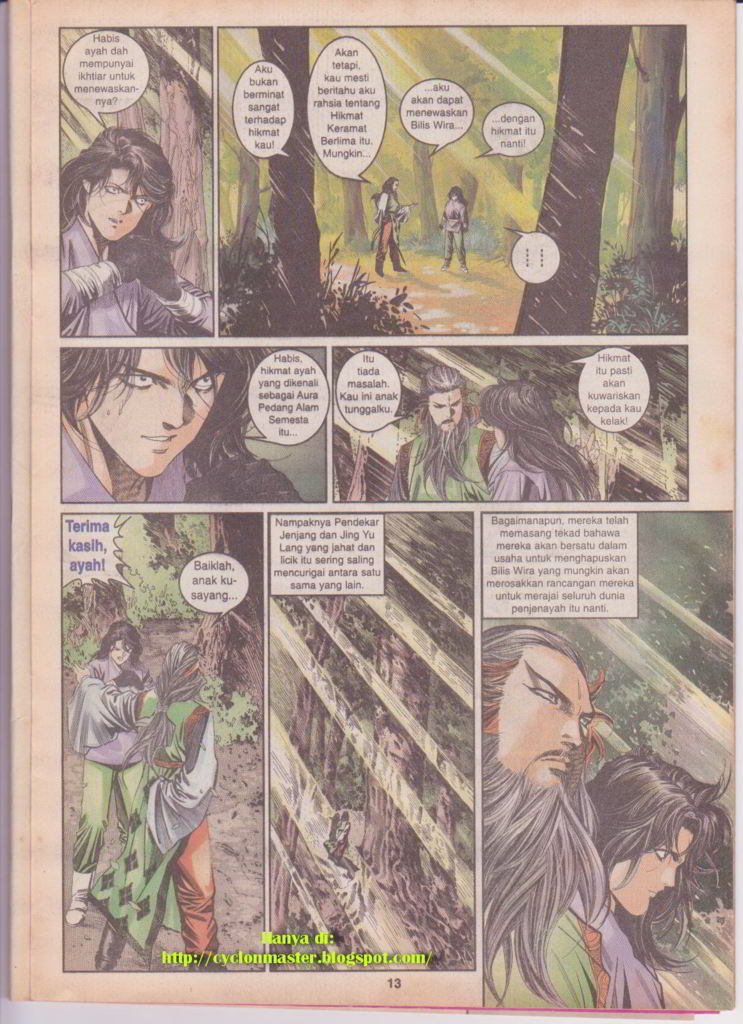 Habis
ayah dah
mempunyai
ikhtiar untuk
menewaskan-
nya?
Aku
bukan
berminat
sangat
terhadap
hikmat
kau!
Akan
tetapi,
kau mesti
beritahu aku
rahsia tentang
Hikmat
Keramat
Berlima itu.
Mungkin...
...aku
akan dapat
menewaskan
Bilis Wira...
...dengan
hikmat itu
nanti!
Habis,
hikmat ayah
yang dikenali
sebagai Aura
Pedang Alam
Semesta
itu...
Itu
tiada
masalah.
Kau ini anak
tunggalku.
Hikmat
itu pasti
akan
kuwariskan
kepada kau
kelak!
Terima
kasih,
ayah!
Baiklah,
anak ku-
sayang...
Nampaknya Pendekar
Jenjang dan Jing Yu
Lang yang jahat dan
licik itu sering saling
mencurigai antara satu
sama yang lain.
Bagaimanapun, mereka telah
memasang tekad bahawa
mereka akan bersatu dalam
usaha untuk menghapuskan
Bilis Wira yang mungkin akan
merosakkan rancangan mereka
untuk merajai seluruh dunia
penjenayah itu nanti.
Hanya di:
http://cyclonmaster.blogspot.com/
13